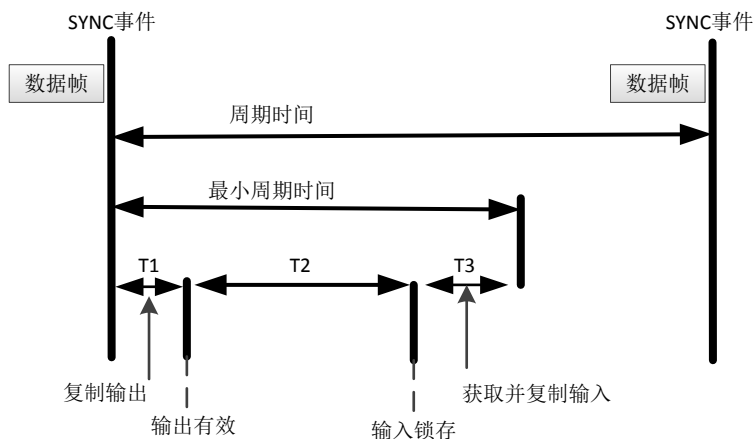 SYNC事件
SYNC事件
数据帧
数据帧
周期时间
最小周期时间
T1
T2
T3
复制输出
获取并复制输入
输出有效
输入锁存